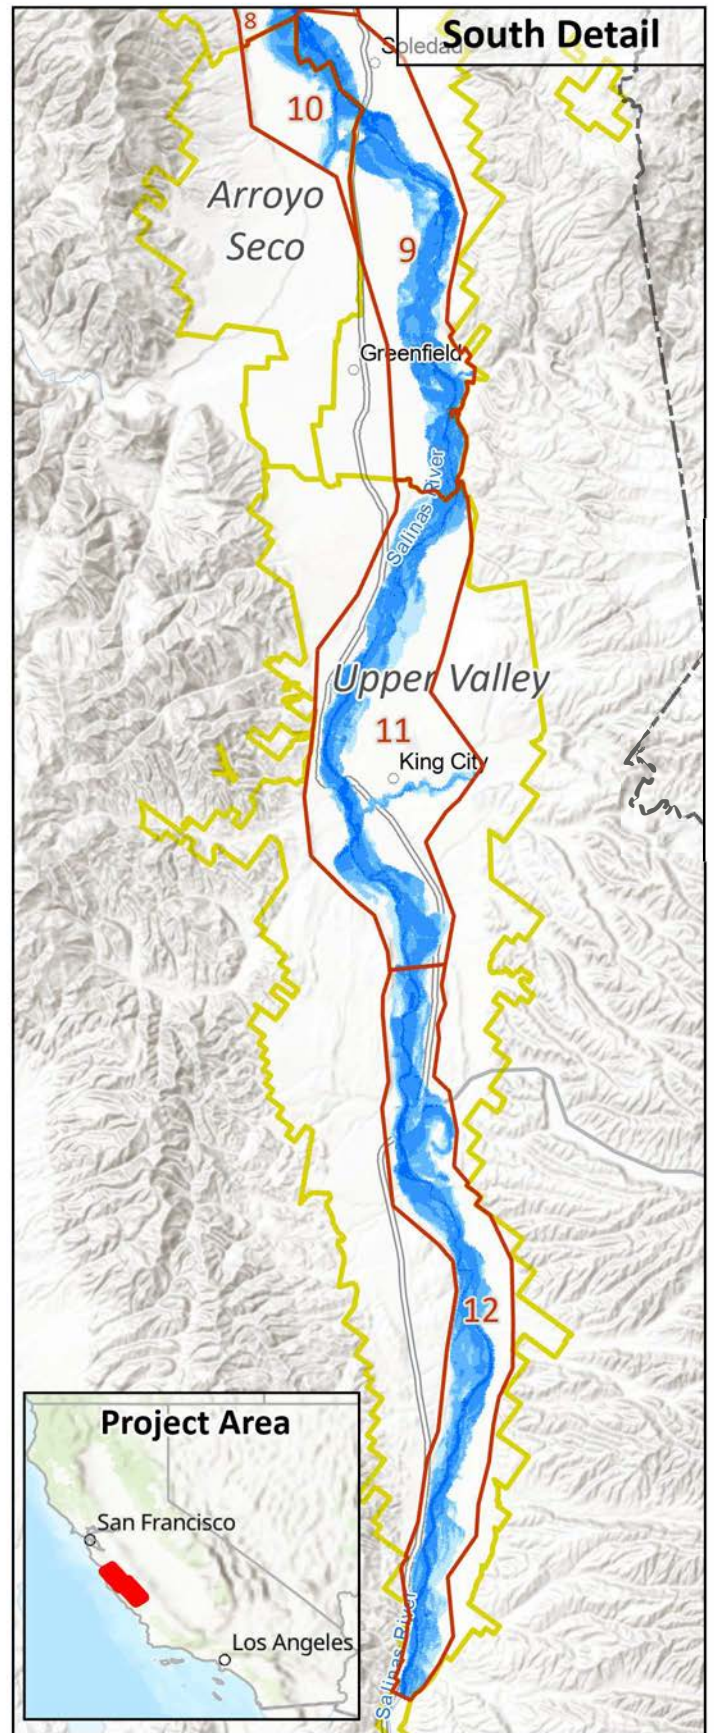 South Detail
8
Soledad
10
Arroyo
Seco
9
Greenfield
Salinas River
Upper Valley
11
King City
12
Project Area
San Francisco
Los Angeles
Salinas River